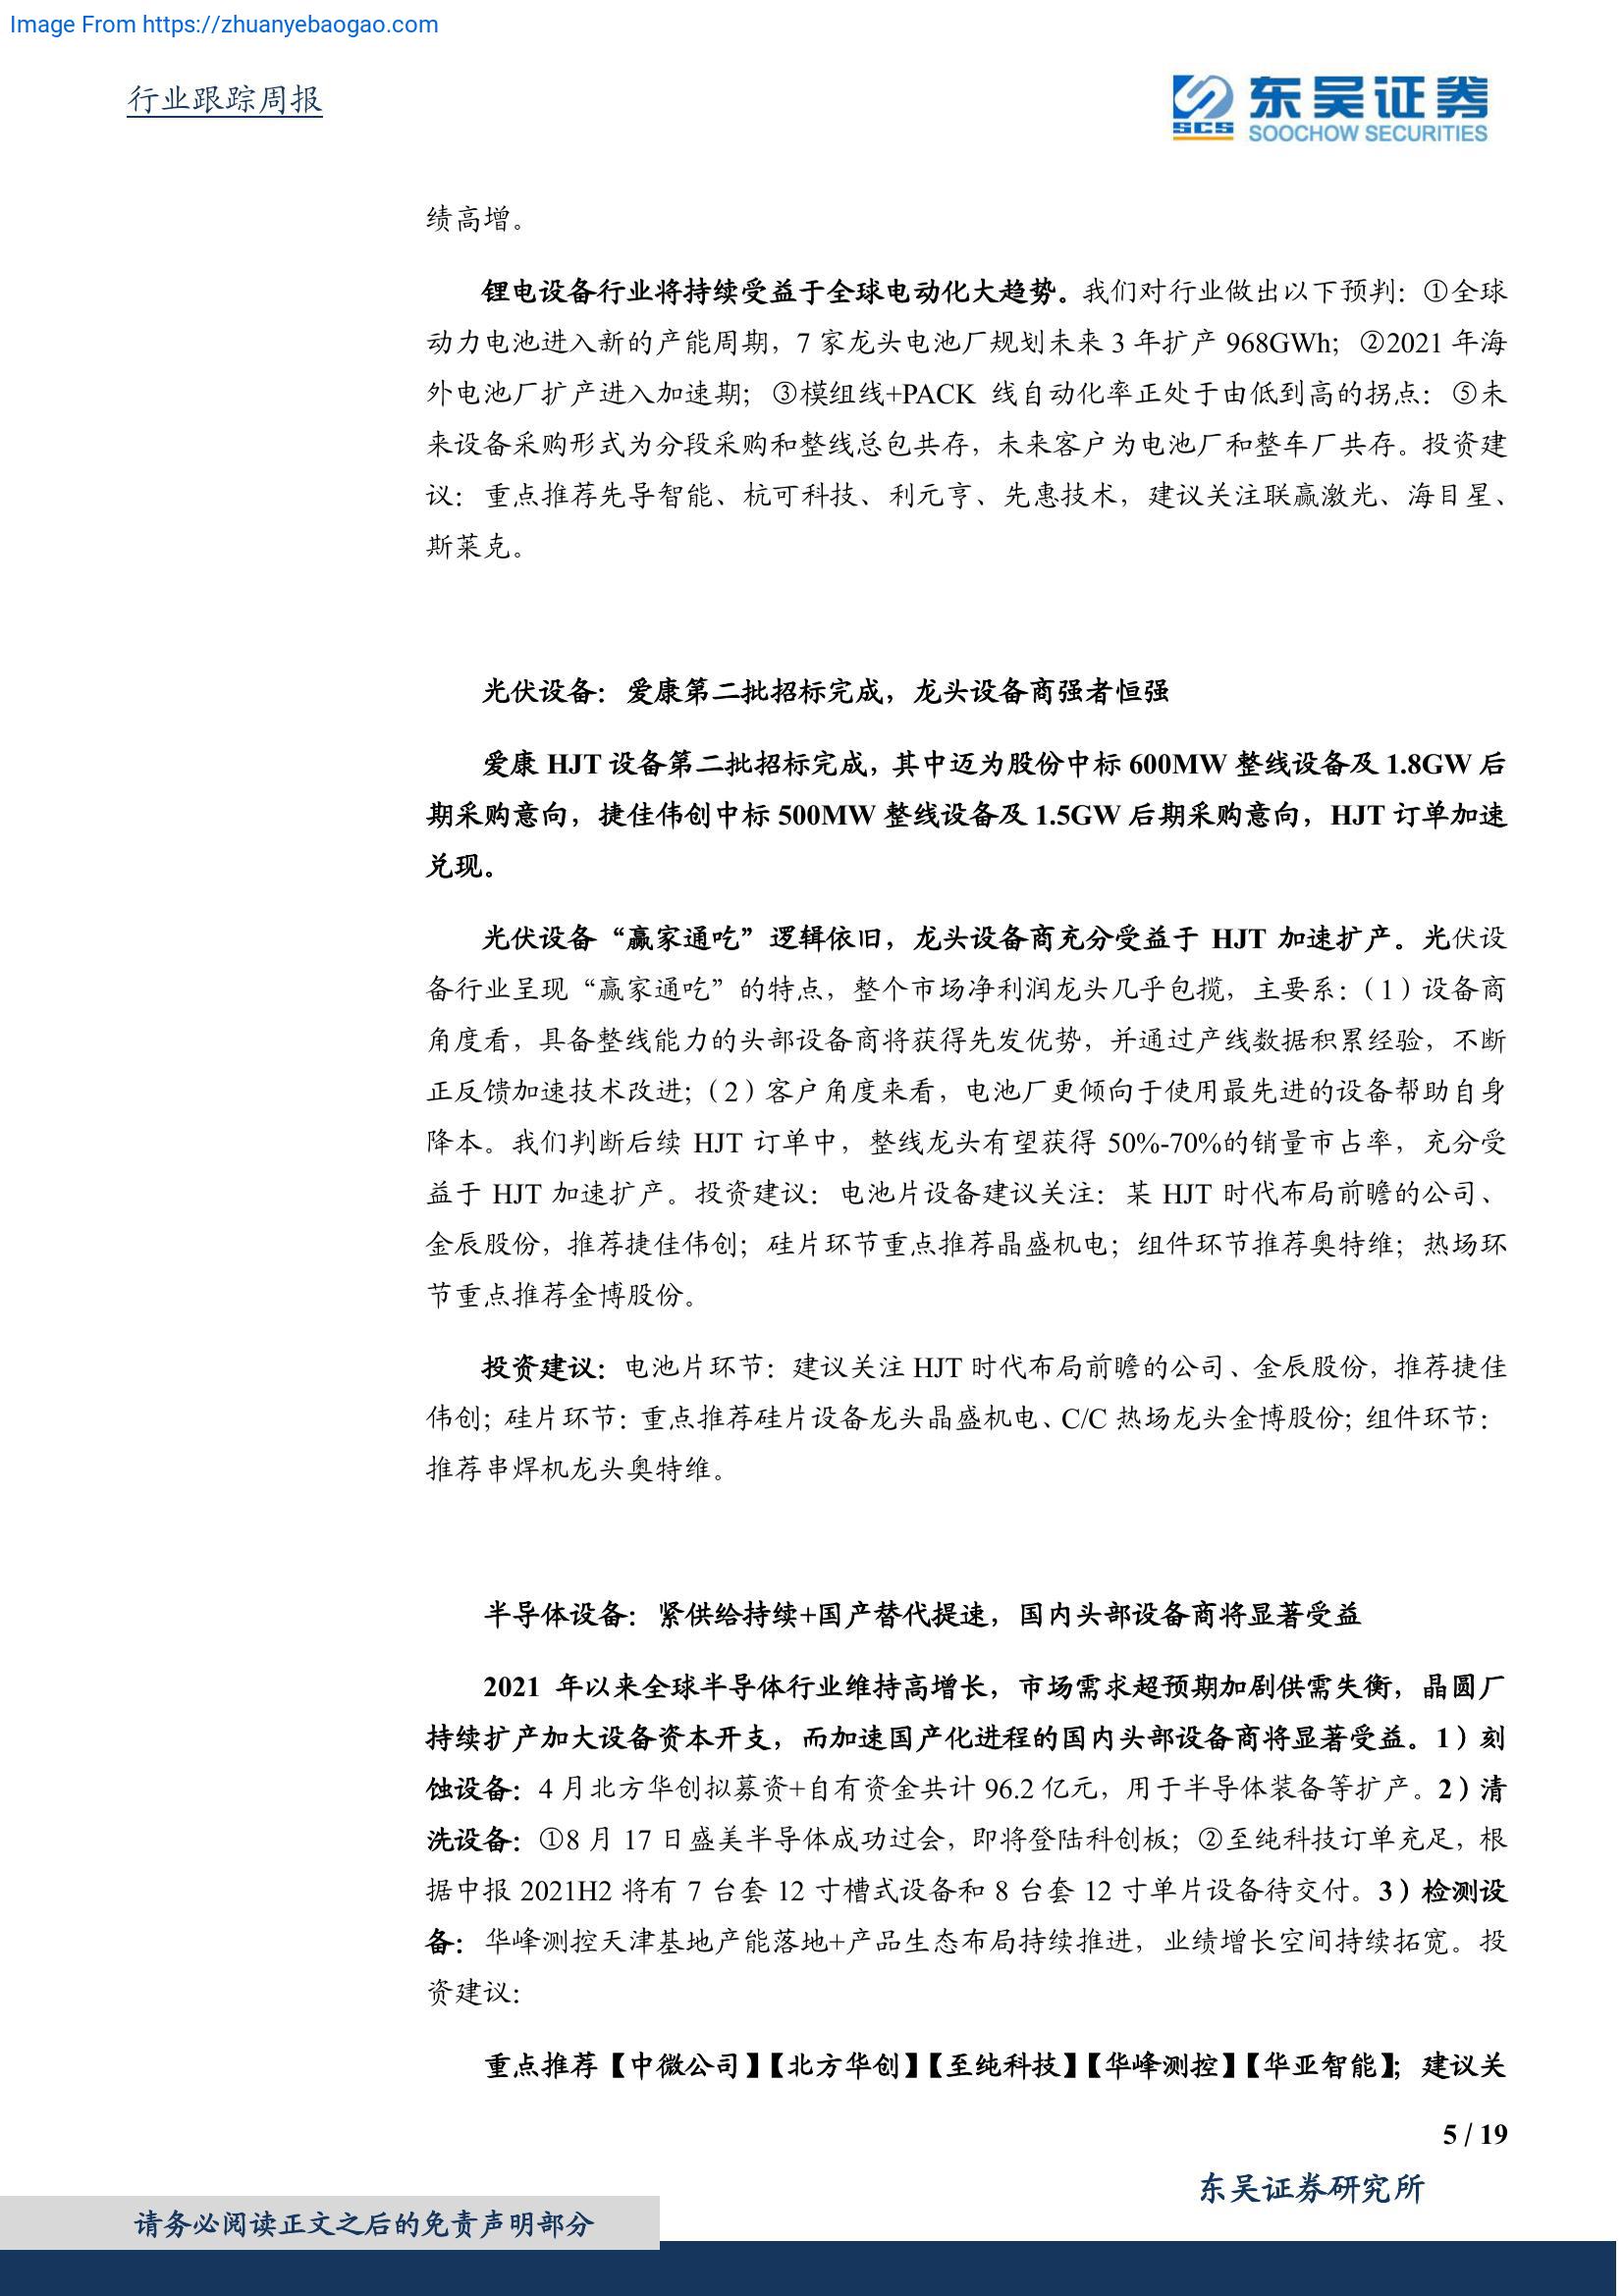 Image From https://zhuanyebaogao.com
行业跟踪周报
SCS 东吴证券
SOOCHOW SECURITIES
绩高增。
锂电设备行业将持续受益于全球电动化大趋势。我们对行业做出以下预判：①全球
动力电池进入新的产能周期，7 家龙头电池厂规划未来 3 年扩产 968GWh；②2021 年海
外电池厂扩产进入加速期；③模组线+PACK 线自动化率正处于由低到高的拐点：⑤未
来设备采购形式为分段采购和整线总包共存，未来客户为电池厂和整车厂共存。投资建
议：重点推荐先导智能、杭可科技、利元亨、先惠技术，建议关注联赢激光、海目星、
斯莱克。
光伏设备：爱康第二批招标完成，龙头设备商强者恒强
爱康 HJT 设备第二批招标完成，其中迈为股份中标 600MW 整线设备及 1.8GW 后
期采购意向，捷佳伟创中标 500MW 整线设备及 1.5GW 后期采购意向，HJT 订单加速
兑现。
光伏设备“赢家通吃”逻辑依旧，龙头设备商充分受益于 HJT 加速扩产。光伏设
备行业呈现“赢家通吃”的特点，整个市场净利润龙头几乎包揽，主要系：（1）设备商
角度看，具备整线能力的头部设备商将获得先发优势，并通过产线数据积累经验，不断
正反馈加速技术改进；（2）客户角度来看，电池厂更倾向于使用最先进的设备帮助自身
降本。我们判断后续 HJT 订单中，整线龙头有望获得 50%-70%的销量市占率，充分受
益于 HJT 加速扩产。投资建议：电池片设备建议关注：某 HJT 时代布局前瞻的公司、
金辰股份，推荐捷佳伟创；硅片环节重点推荐晶盛机电；组件环节推荐奥特维；热场环
节重点推荐金博股份。
投资建议：电池片环节：建议关注 HJT 时代布局前瞻的公司、金辰股份，推荐捷佳
伟创；硅片环节：重点推荐硅片设备龙头晶盛机电、C/C 热场龙头金博股份；组件环节：
推荐串焊机龙头奥特维。
半导体设备：紧供给持续+国产替代提速，国内头部设备商将显著受益
2021 年以来全球半导体行业维持高增长，市场需求超预期加剧供需失衡，晶圆厂
持续扩产加大设备资本开支，而加速国产化进程的国内头部设备商将显著受益。1）刻
蚀设备：4 月北方华创拟募资+自有资金共计 96.2 亿元，用于半导体装备等扩产。2）清
洗设备：①8 月 17 日盛美半导体成功过会，即将登陆科创板；②至纯科技订单充足，根
据中报 2021H2 将有 7 台套 12 寸槽式设备和 8 台套 12 寸单片设备待交付。3）检测设
备：华峰测控天津基地产能落地+产品生态布局持续推进，业绩增长空间持续拓宽。投
资建议：
重点推荐【中微公司】【北方华创】【至纯科技】【华峰测控】【华亚智能】；建议关
5 / 19
东吴证券研究所
请务必阅读正文之后的免责声明部分